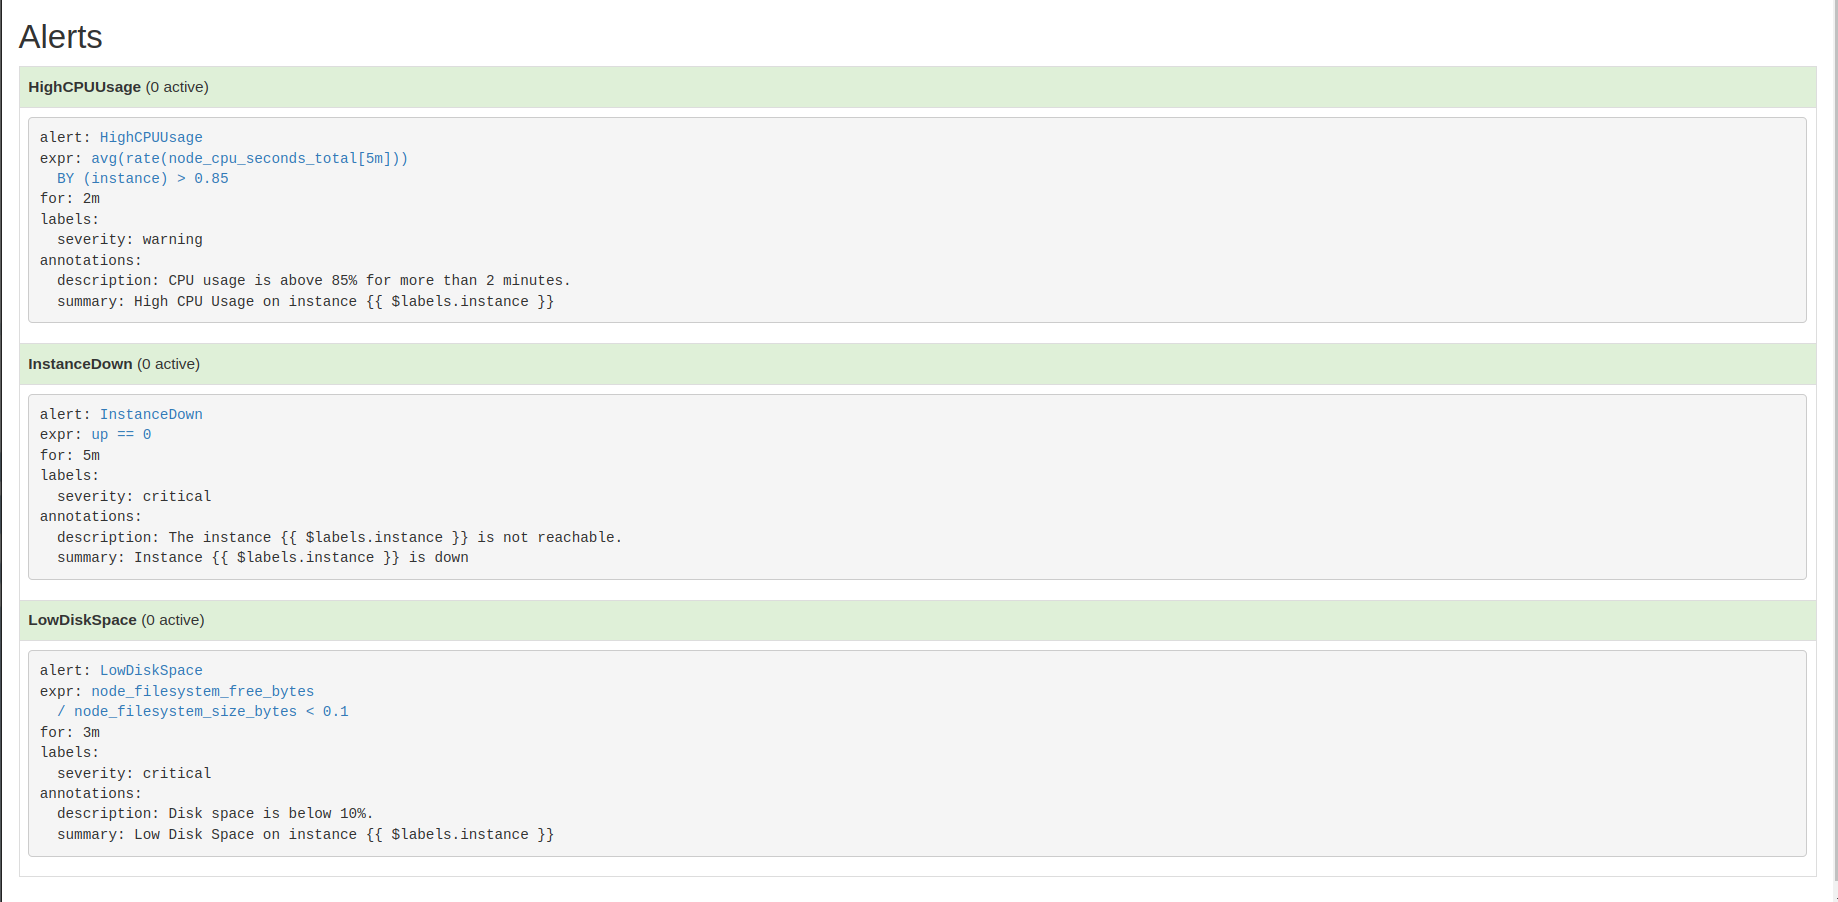 Alerts
HighCPUUsage (0 active)
alert: HighCPUUsage
expr: avg(rate(node_cpu_seconds_total[5m]))
  BY (instance) > 0.85
for: 2m
labels:
  severity: warning
annotations:
  description: CPU usage is above 85% for more than 2 minutes.
  summary: High CPU Usage on instance {{ $labels.instance }}
InstanceDown (0 active)
alert: InstanceDown
expr: up == 0
for: 5m
labels:
  severity: critical
annotations:
  description: The instance {{ $labels.instance }} is not reachable.
  summary: Instance {{ $labels.instance }} is down
LowDiskSpace (0 active)
alert: LowDiskSpace
expr: node_filesystem_free_bytes
  / node_filesystem_size_bytes < 0.1
for: 3m
labels:
  severity: critical
annotations:
  description: Disk space is below 10%.
  summary: Low Disk Space on instance {{ $labels.instance }}